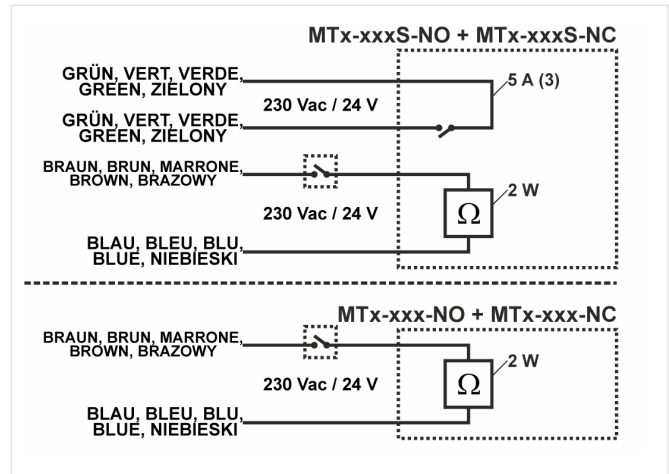 MTx-xxxS-NO + MTx-xxxS-NC
GRÜN, VERT, VERDE,
GREEN, ZIELONY
5 A (3)
230 Vac / 24 V
GRÜN, VERT, VERDE,
GREEN, ZIELONY
BRAUN, BRUN, MARRONE,
BROWN, BRAZOWY
2 W
Ω
230 Vac / 24 V
BLAU, BLEU, BLU,
BLUE, NIEBIESKI
MTx-xxx-NO + MTx-xxx-NC
BRAUN, BRUN, MARRONE,
BROWN, BRAZOWY
2 W
Ω
230 Vac / 24 V
BLAU, BLEU, BLU,
BLUE, NIEBIESKI